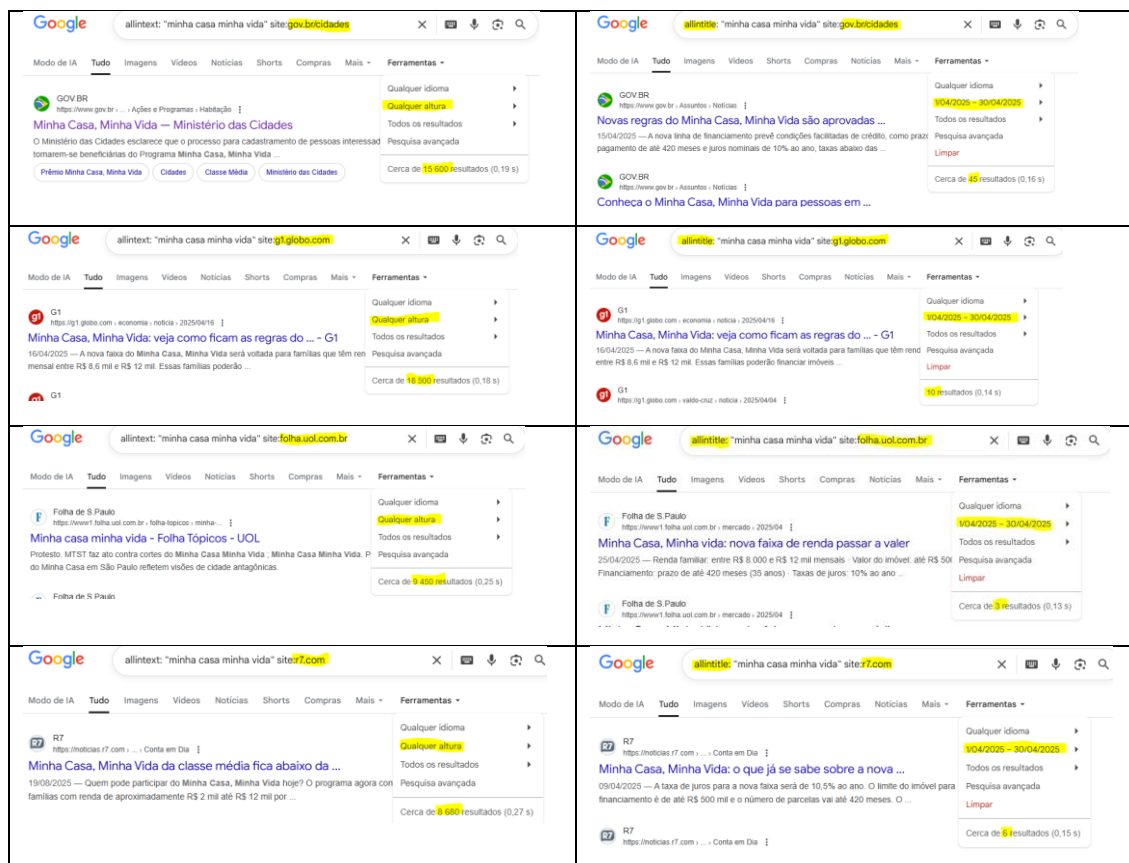 Google
allintext: "minha casa minha vida" site:gov.br/cidades
Modo de IA Tudo Imagens Vídeos Notícias Shorts Compras Mais Ferramentas
Qualquer idioma
Qualquer altura
Todos os resultados
Pesquisa avançada
Cerca de 15 600 resultados (0,19 s)
GOV.BR
https://www.gov.br › ... › Ações e Programas › Habitação
Minha Casa, Minha Vida — Ministério das Cidades
O Ministério das Cidades esclarece que o processo para cadastramento de pessoas interessad
tornarem-se beneficiárias do Programa Minha Casa, Minha Vida ...
Prêmio Minha Casa, Minha Vida Cidades Classe Média Ministério das Cidades
Google
allintitle: "minha casa minha vida" site:gov.br/cidades
Modo de IA Tudo Imagens Vídeos Notícias Shorts Compras Mais Ferramentas
Qualquer idioma
1/04/2025 – 30/04/2025
Todos os resultados
Pesquisa avançada
Limpar
Cerca de 45 resultados (0,16 s)
GOV.BR
https://www.gov.br › Assuntos › Notícias
Novas regras do Minha Casa, Minha Vida são aprovadas ...
15/04/2025 — A nova linha de financiamento prevê condições facilitadas de crédito, como prazo
pagamento de até 420 meses e juros nominais de 10% ao ano, taxas abaixo das ...
GOV.BR
https://www.gov.br › Assuntos › Notícias
Conheça o Minha Casa, Minha Vida para pessoas em ...
Google
allintext: "minha casa minha vida" site:g1.globo.com
Modo de IA Tudo Imagens Vídeos Notícias Shorts Compras Mais Ferramentas
Qualquer idioma
Qualquer altura
Todos os resultados
Pesquisa avançada
Cerca de 18 500 resultados (0,18 s)
g1
G1
https://g1.globo.com › economia › noticia › 2025/04/16
Minha Casa, Minha Vida: veja como ficam as regras do ... - G1
16/04/2025 — A nova faixa do Minha Casa, Minha Vida será voltada para famílias que têm ren
mensal entre R$ 8,6 mil e R$ 12 mil. Essas famílias poderão ...
G1
Google
allintitle: "minha casa minha vida" site:g1.globo.com
Modo de IA Tudo Imagens Vídeos Notícias Shorts Compras Mais Ferramentas
Qualquer idioma
1/04/2025 – 30/04/2025
Todos os resultados
Pesquisa avançada
Limpar
10 resultados (0,14 s)
g1
G1
https://g1.globo.com › economia › noticia › 2025/04/16
Minha Casa, Minha Vida: veja como ficam as regras do ... - G1
16/04/2025 — A nova faixa do Minha Casa, Minha Vida será voltada para famílias que têm rend
entre R$ 8,6 mil e R$ 12 mil. Essas famílias poderão financiar imóveis ...
g1
G1
https://g1.globo.com › valdo-cruz › noticia › 2025/04/04
Google
allintext: "minha casa minha vida" site:folha.uol.com.br
Modo de IA Tudo Imagens Vídeos Notícias Shorts Compras Mais Ferramentas
Qualquer idioma
Qualquer altura
Todos os resultados
Pesquisa avançada
Cerca de 9 450 resultados (0,25 s)
F
Folha de S.Paulo
https://www1.folha.uol.com.br › folha-topicos › minha-...
Minha casa minha vida - Folha Tópicos - UOL
Protesto. MTST faz ato contra cortes do Minha Casa Minha Vida ; Minha Casa Minha Vida. P
do Minha Casa em São Paulo refletem visões de cidade antagônicas.
Folha de S.Paulo
Google
allintitle: "minha casa minha vida" site:folha.uol.com.br
Modo de IA Tudo Imagens Vídeos Notícias Shorts Compras Mais Ferramentas
Qualquer idioma
1/04/2025 – 30/04/2025
Todos os resultados
Pesquisa avançada
Limpar
Cerca de 3 resultados (0,13 s)
F
Folha de S.Paulo
https://www1.folha.uol.com.br › mercado › 2025/04
Minha Casa, Minha vida: nova faixa de renda passar a valer
25/04/2025 — Renda familiar: entre R$ 8.000 e R$ 12 mil mensais · Valor do imóvel: até R$ 500
Financiamento: prazo de até 420 meses (35 anos) · Taxas de juros: 10% ao ano ...
F
Folha de S.Paulo
https://www1.folha.uol.com.br › mercado › 2025/04
Google
allintext: "minha casa minha vida" site:r7.com
Modo de IA Tudo Imagens Vídeos Notícias Shorts Compras Mais Ferramentas
Qualquer idioma
Qualquer altura
Todos os resultados
Pesquisa avançada
Cerca de 8 680 resultados (0,27 s)
R7
R7
https://noticias.r7.com › ... › Conta em Dia
Minha Casa, Minha Vida da classe média fica abaixo da ...
19/08/2025 — Quem pode participar do Minha Casa, Minha Vida hoje? O programa agora con
famílias com renda de aproximadamente R$ 2 mil até R$ 12 mil por ...
Google
allintitle: "minha casa minha vida" site:r7.com
Modo de IA Tudo Imagens Vídeos Notícias Shorts Compras Mais Ferramentas
Qualquer idioma
1/04/2025 – 30/04/2025
Todos os resultados
Pesquisa avançada
Limpar
Cerca de 6 resultados (0,15 s)
R7
R7
https://noticias.r7.com › ... › Conta em Dia
Minha Casa, Minha Vida: o que já se sabe sobre a nova ...
09/04/2025 — A taxa de juros para a nova faixa será de 10,5% ao ano. O limite do imóvel para
financiamento é de até R$ 500 mil e o número de parcelas vai até 420 meses. O ...
R7
R7
https://noticias.r7.com › ... › Conta em Dia